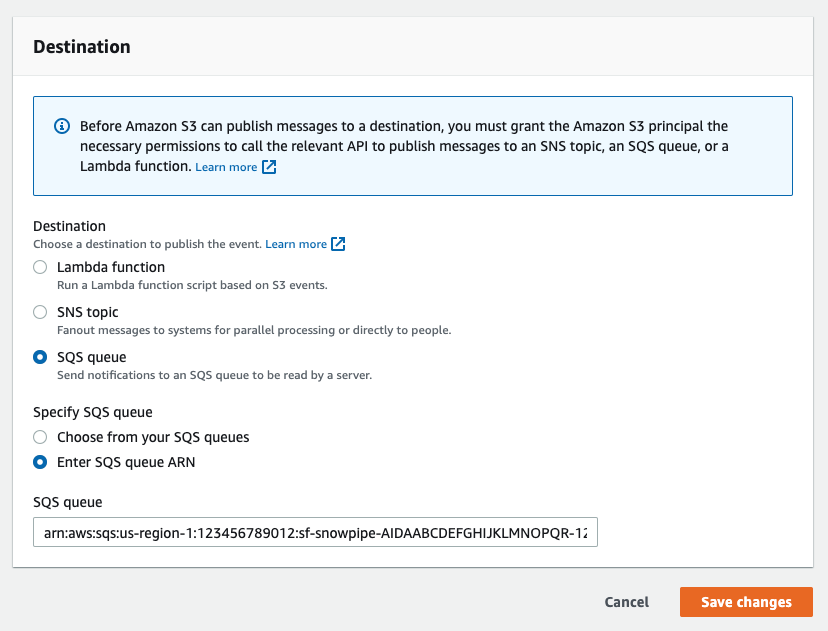 Destination
Before Amazon S3 can publish messages to a destination, you must grant the Amazon S3 principal the
necessary permissions to call the relevant API to publish messages to an SNS topic, an SQS queue, or a
Lambda function. Learn more
Destination
Choose a destination to publish the event. Learn more
Lambda function
Run a Lambda function script based on S3 events.
SNS topic
Fanout messages to systems for parallel processing or directly to people.
SQS queue
Send notifications to an SQS queue to be read by a server.
Specify SQS queue
Choose from your SQS queues
Enter SQS queue ARN
SQS queue
arn:aws:sqs:us-region-1:123456789012:sf-snowpipe-AIDAABCDEFGHIJKLMNOPQR-12
Cancel
Save changes